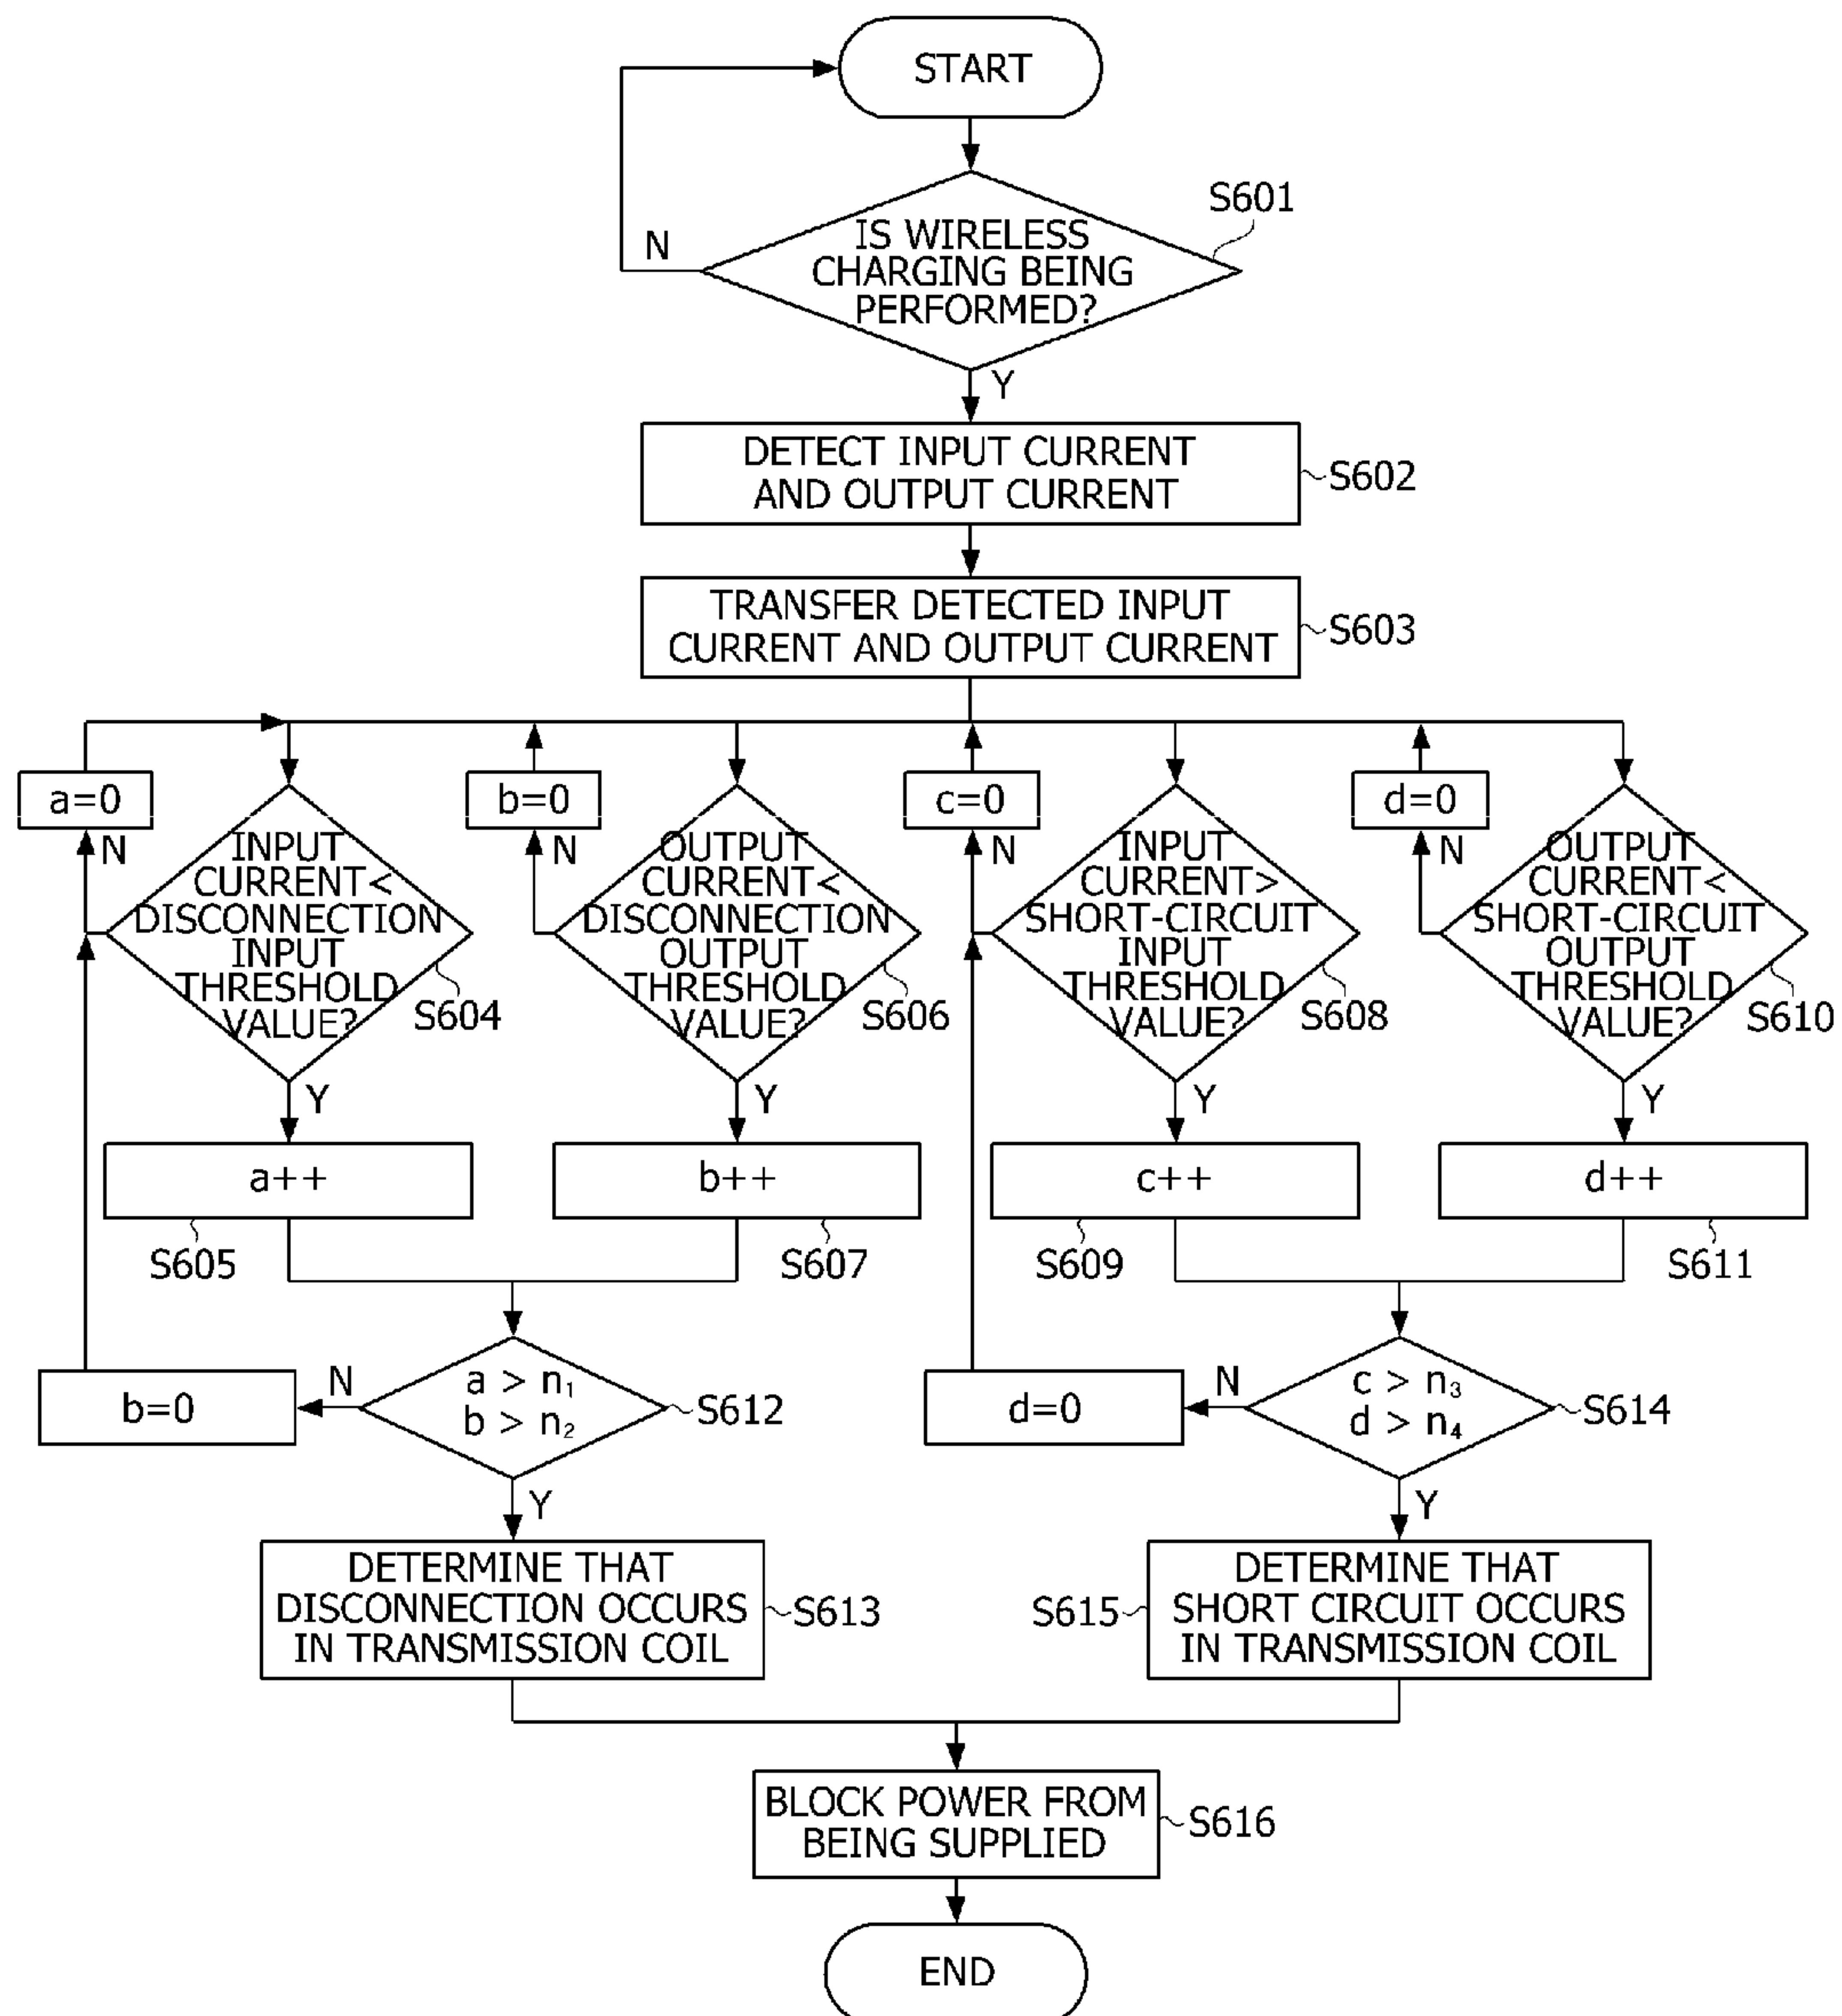 START
S601
IS WIRELESS
CHARGING BEING
PERFORMED?
N
Y
DETECT INPUT CURRENT
AND OUTPUT CURRENT
S602
TRANSFER DETECTED INPUT
CURRENT AND OUTPUT CURRENT
S603
a=0
N
INPUT
CURRENT<
DISCONNECTION
INPUT
THRESHOLD
VALUE?
S604
Y
b=0
N
OUTPUT
CURRENT<
DISCONNECTION
OUTPUT
THRESHOLD
VALUE?
S606
Y
c=0
N
INPUT
CURRENT>
SHORT-CIRCUIT
INPUT
THRESHOLD
VALUE?
S608
Y
d=0
N
OUTPUT
CURRENT<
SHORT-CIRCUIT
OUTPUT
THRESHOLD
VALUE?
S610
Y
a++
S605
b++
S607
c++
S609
d++
S611
b=0
N
a > n₁
b > n₂
S612
Y
d=0
N
c > n₃
d > n₄
S614
Y
DETERMINE THAT
DISCONNECTION OCCURS
IN TRANSMISSION COIL
S613
S615
DETERMINE THAT
SHORT CIRCUIT OCCURS
IN TRANSMISSION COIL
BLOCK POWER FROM
BEING SUPPLIED
S616
END